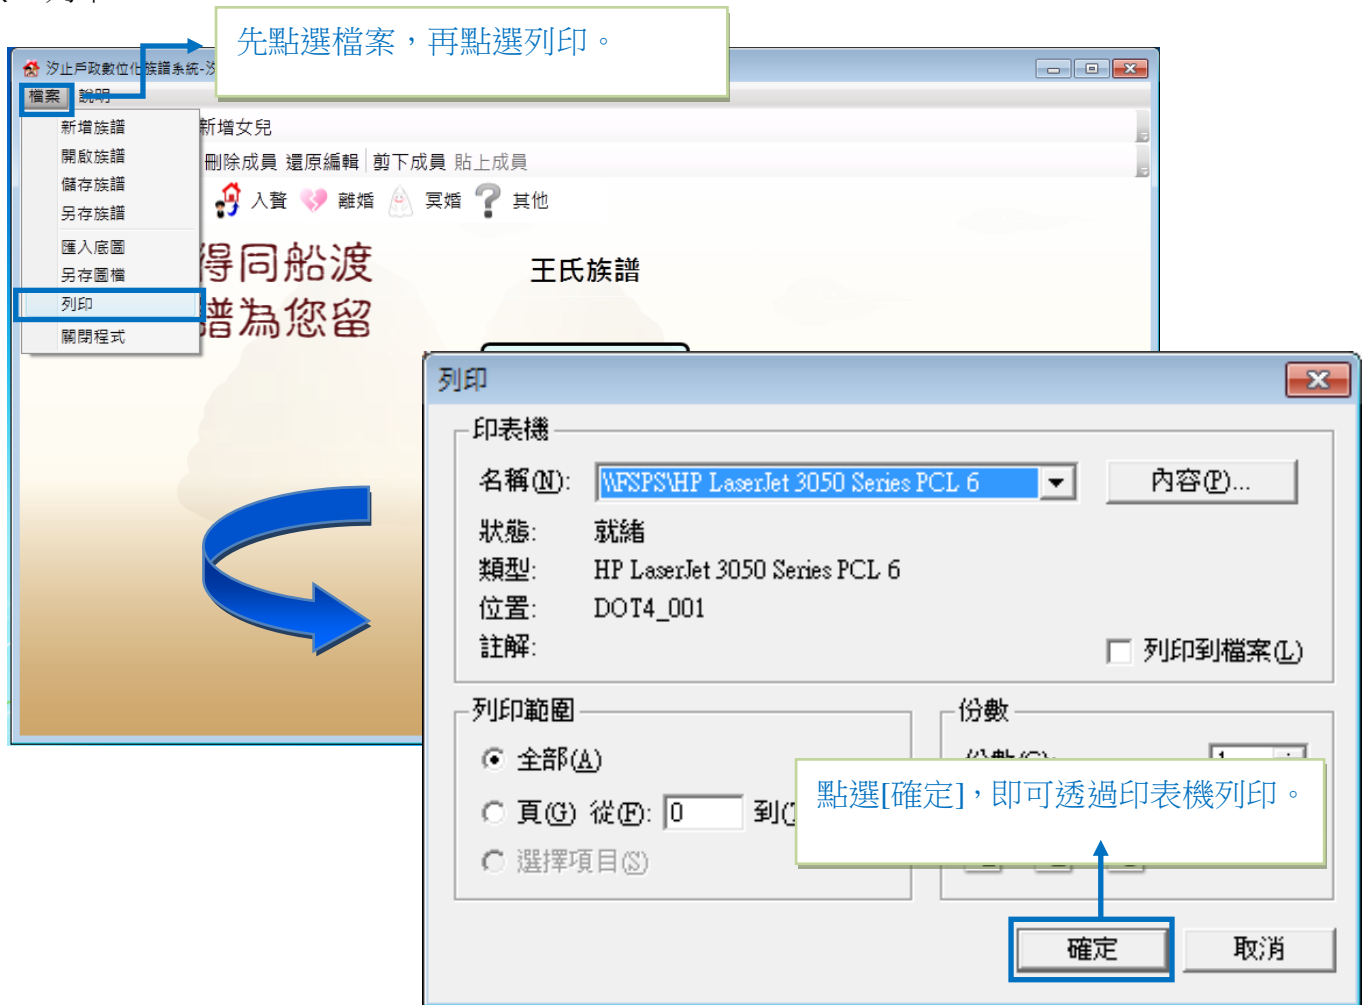 先點選檔案，再點選列印。
汐止戶政數位化族譜系統-汐
檔案 說明
新增族譜
開啟族譜
儲存族譜
另存族譜
匯入底圖
另存圖檔
列印
關閉程式
新增女兒
刪除成員 還原編輯 剪下成員 貼上成員
入贅 離婚 冥婚 其他
得同船渡
譜為您留
王氏族譜
列印
印表機
名稱(N): \\FSPS\HP LaserJet 3050 Series PCL 6 內容(P)...
狀態: 就緒
類型: HP LaserJet 3050 Series PCL 6
位置: DOT4_001
註解:
列印到檔案(L)
列印範圍
全部(A)
頁(G) 從(F): 0 到(T
選擇項目(S)
份數
點選[確定]，即可透過印表機列印。
確定 取消